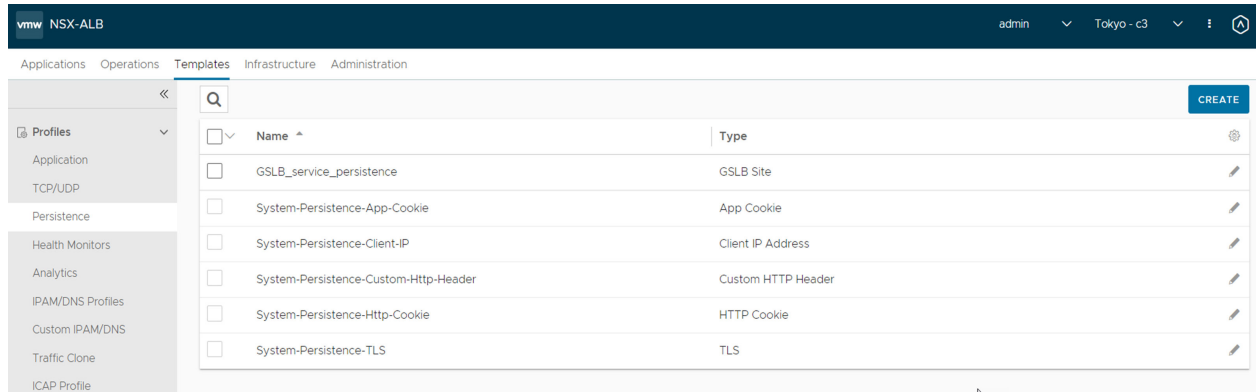 vmw NSX-ALB admin Tokyo - c3
Applications Operations Templates Infrastructure Administration
CREATE
Profiles
Name Type
Application
GSLB_service_persistence GSLB Site
TCP/UDP
System-Persistence-App-Cookie App Cookie
Persistence
System-Persistence-Client-IP Client IP Address
Health Monitors
Analytics
System-Persistence-Custom-Http-Header Custom HTTP Header
IPAM/DNS Profiles
System-Persistence-Http-Cookie HTTP Cookie
Custom IPAM/DNS
System-Persistence-TLS TLS
Traffic Clone
ICAP Profile